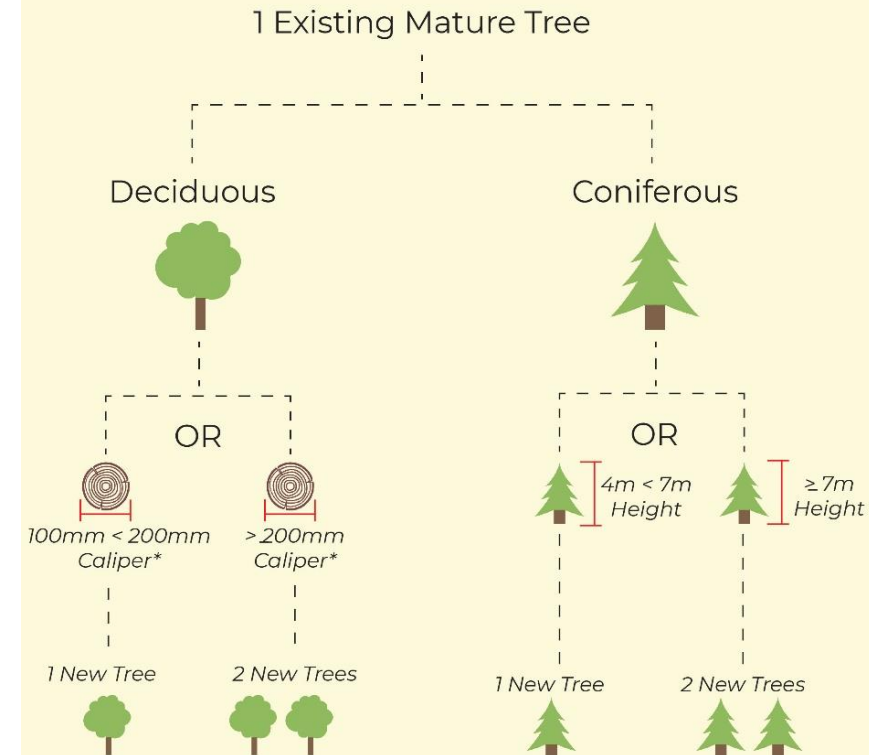 1 Existing Mature Tree
Deciduous
Coniferous
OR
OR
100mm < 200mm
Caliper*
>200mm
Caliper*
4m < 7m
Height
≥ 7m
Height
1 New Tree
2 New Trees
1 New Tree
2 New Trees